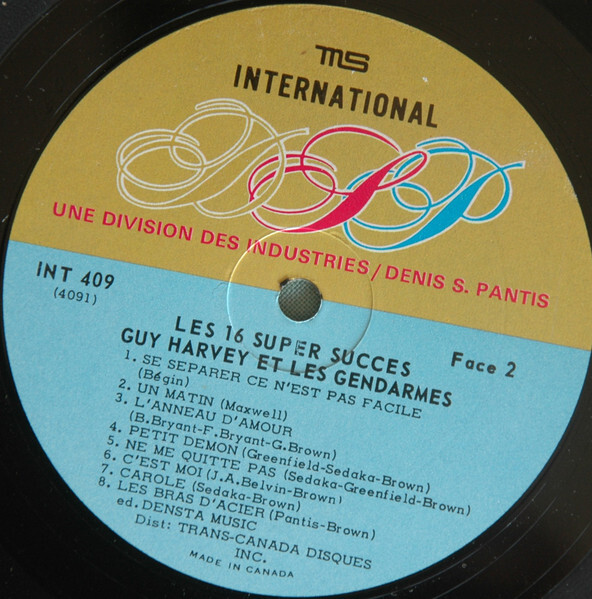 MS
INTERNATIONAL
DSP
UNE DIVISION DES INDUSTRIES/DENIS S. PANTIS
INT 409
(4091)
Face 2
LES 16 SUPER SUCCES
GUY HARVEY ET LES GENDARMES
1. SE SEPARER CE N'EST PAS FACILE
(Bégin)
2. UN MATIN (Maxwell)
3. L'ANNEAU D'AMOUR
(B.Bryant-F.Bryant-G.Brown)
4. PETIT DEMON (Greenfield-Sedaka-Brown)
5. NE ME QUITTE PAS (Sedaka-Greenfield-Brown)
6. C'EST MOI (J.A.Belvin-Brown)
7. CAROLE (Sedaka-Brown)
8. LES BRAS D'ACIER (Pantis-Brown)
ed. DENSTA MUSIC
Dist: TRANS-CANADA DISQUES
INC.
MADE IN CANADA